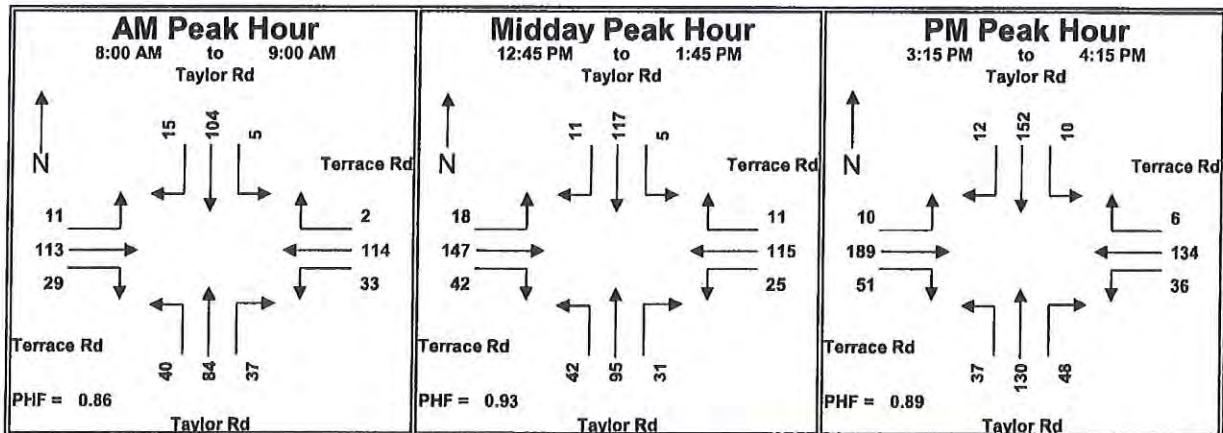 AM Peak Hour
8:00 AM to 9:00 AM
Taylor Rd
15 104 5
N
Terrace Rd
11 2
113 114
29 33
Terrace Rd
40 84 37
PHF = 0.86
Taylor Rd
Midday Peak Hour
12:45 PM to 1:45 PM
Taylor Rd
11 117 5
N
Terrace Rd
18 11
147 115
42 25
Terrace Rd
42 95 31
PHF = 0.93
Taylor Rd
PM Peak Hour
3:15 PM to 4:15 PM
Taylor Rd
12 152 10
N
Terrace Rd
10 6
189 134
51 36
Terrace Rd
37 130 48
PHF = 0.89
Taylor Rd